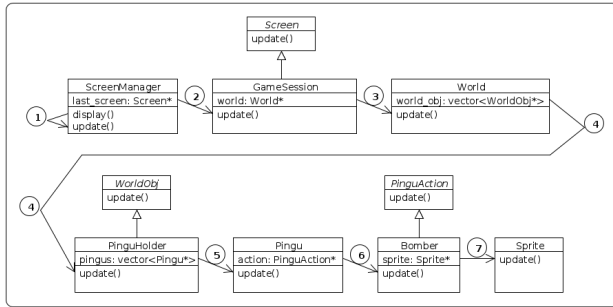 Screen
update()
ScreenManager
last_screen: Screen*
display()
update()
1
2
GameSession
world: World*
update()
3
World
world_obj: vector<WorldObj*>
update()
4
4
WorldObj
update()
PinguAction
update()
PinguHolder
pingus: vector<Pingu*>
update()
5
Pingu
action: PinguAction*
update()
6
Bomber
sprite: Sprite*
update()
7
Sprite
update()